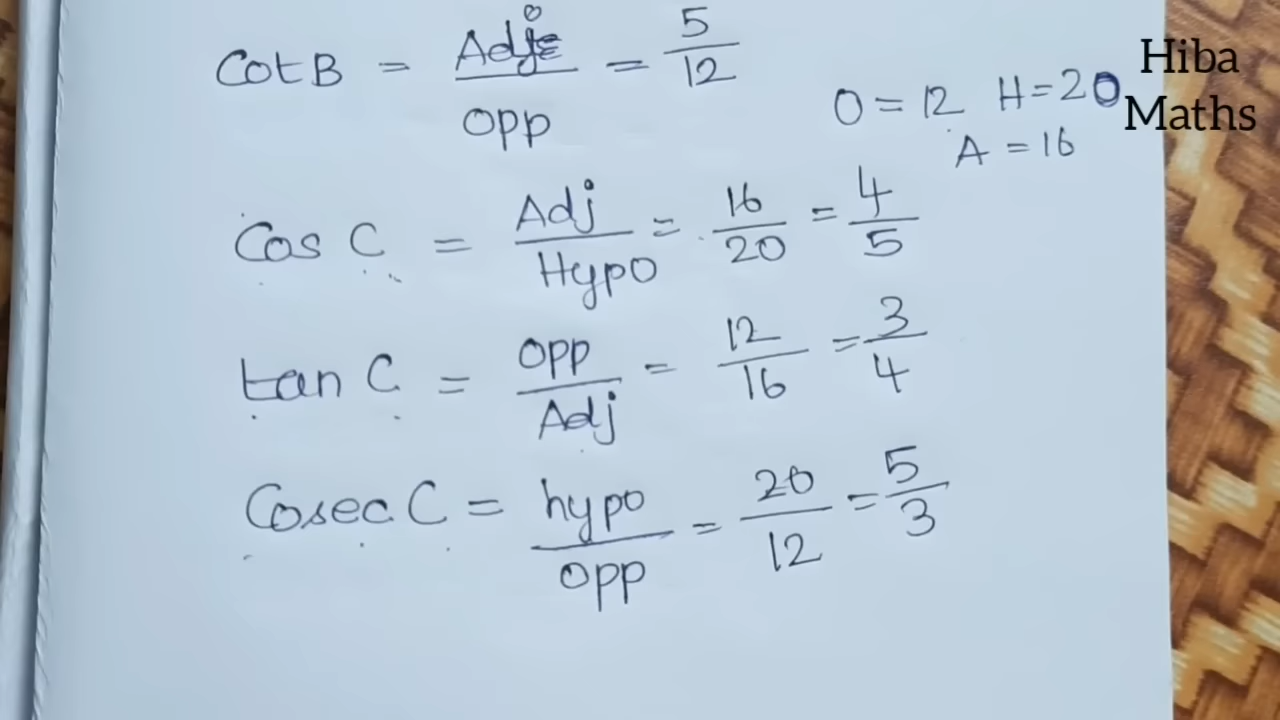 Cot B = Adj / Opp = 5/12
O = 12 H = 20
A = 16
Cos C = Adj / Hypo = 16/20 = 4/5
tan C = Opp / Adj = 12/16 = 3/4
Cosec C = hypo / Opp = 20/12 = 5/3
Hiba
Maths